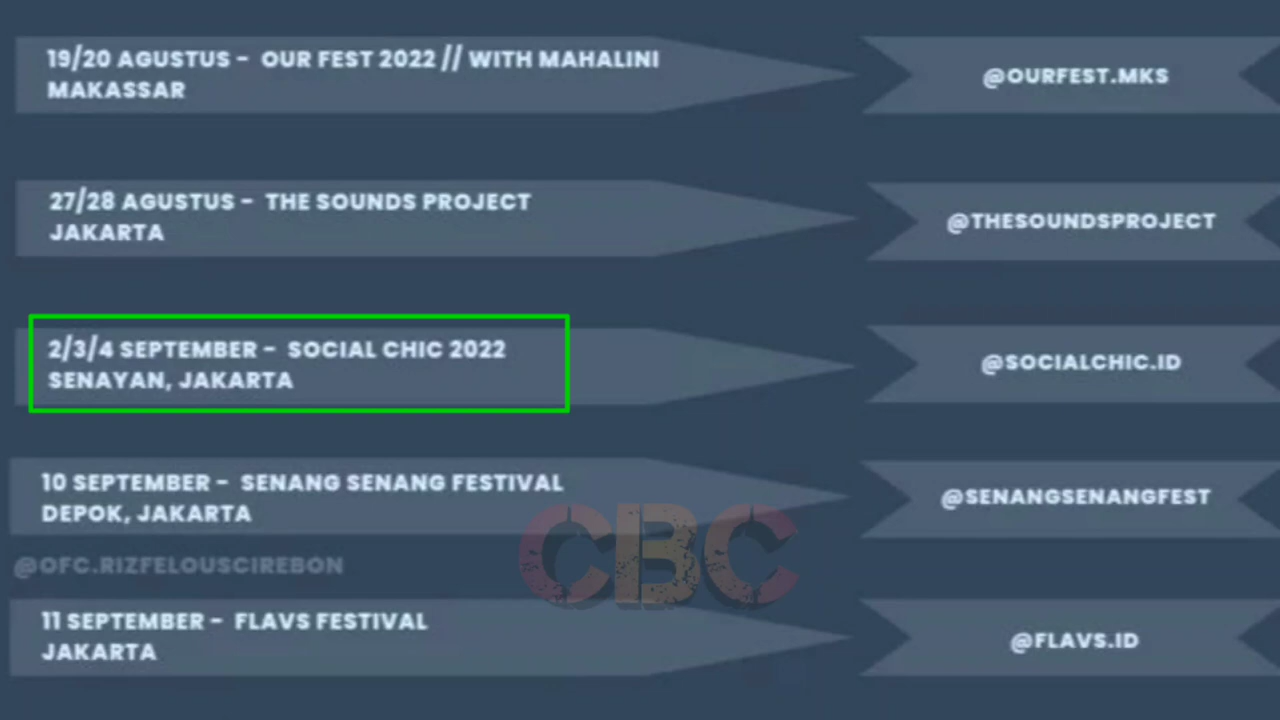 19/20 AGUSTUS - OUR FEST 2022 // WITH MAHALINI
MAKASSAR
@OURFEST.MKS
27/28 AGUSTUS - THE SOUNDS PROJECT
JAKARTA
@THESOUNDSPROJECT
2/3/4 SEPTEMBER - SOCIAL CHIC 2022
SENAYAN, JAKARTA
@SOCIALCHIC.ID
10 SEPTEMBER - SENANG SENANG FESTIVAL
DEPOK, JAKARTA
@SENANGSENANGFEST
CBC
@OFC.RIZFELOUSCIREBON
11 SEPTEMBER - FLAVS FESTIVAL
JAKARTA
@FLAVS.ID